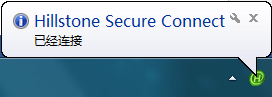 Hillstone Secure Connect
已经连接